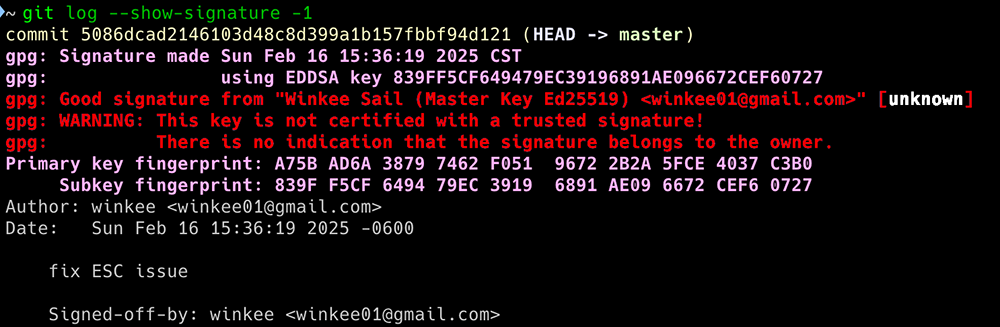 ~ git log --show-signature -1
commit 5086dcad2146103d48c8d399a1b157fbbf94d121 (HEAD -> master)
gpg: Signature made Sun Feb 16 15:36:19 2025 CST
gpg:                using EDDSA key 839FF5CF649479EC39196891AE096672CEF60727
gpg: Good signature from "Winkee Sail (Master Key Ed25519) <winkee01@gmail.com>" [unknown]
gpg: WARNING: This key is not certified with a trusted signature!
gpg:          There is no indication that the signature belongs to the owner.
Primary key fingerprint: A75B AD6A 3879 7462 F051  9672 2B2A 5FCE 4037 C3B0
     Subkey fingerprint: 839F F5CF 6494 79EC 3919  6891 AE09 6672 CEF6 0727
Author: winkee <winkee01@gmail.com>
Date:   Sun Feb 16 15:36:19 2025 -0600
    fix ESC issue
    Signed-off-by: winkee <winkee01@gmail.com>